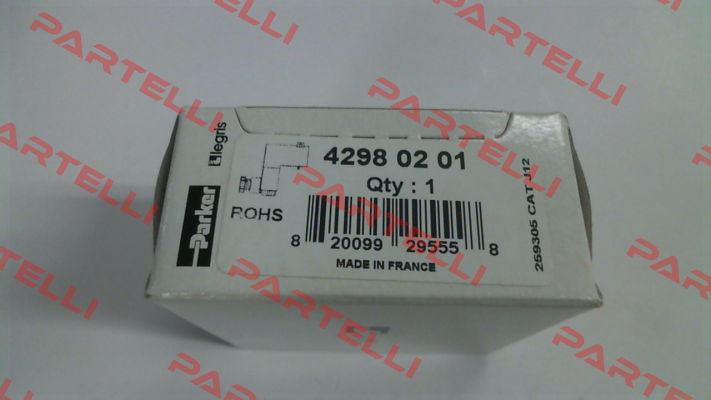 Parker
legris
4298 02 01
Qty : 1
ROHS
8 20099 29555 8
MADE IN FRANCE
259305 CAT J12
PARTELLI
PARTELLI
PARTELLI
PARTELLI
PARTELLI
PARTELLI
PARTELLI
PARTELLI
PARTELLI
PARTELLI
PARTELLI